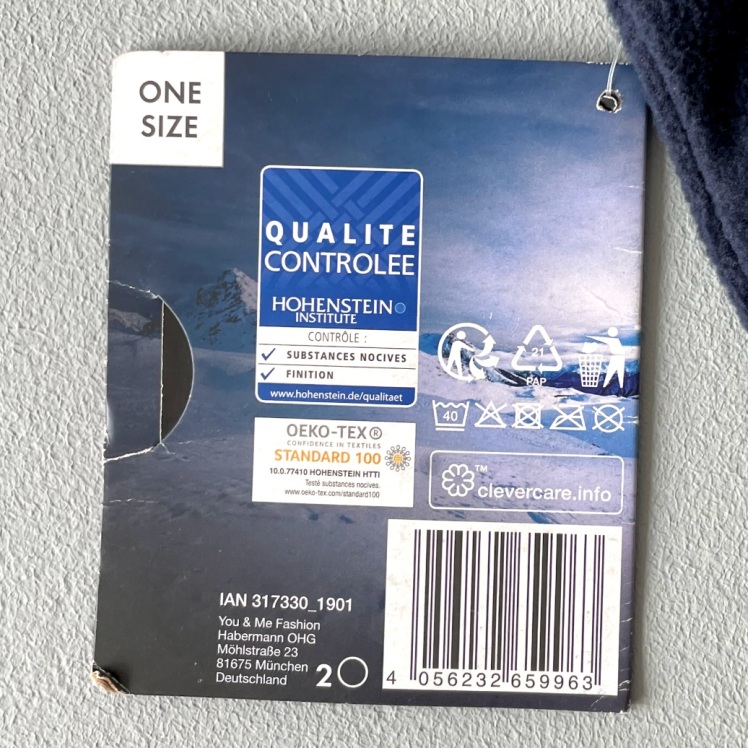 ONE
SIZE
QUALITE
CONTROLEE
HOHENSTEIN
INSTITUTE
CONTRÔLE :
SUBSTANCES NOCIVES
FINITION
www.hohenstein.de/qualitaet
21
PAP
40
OEKO-TEX®
CONFIDENCE IN TEXTILES
STANDARD 100
10.0.77410 HOHENSTEIN HTTI
Testé substances nocives.
www.oeko-tex.com/standard100
™
clevercare.info
IAN 317330_1901
You & Me Fashion
Habermann OHG
Möhlstraße 23
81675 München
Deutschland
2
4 056232 659963